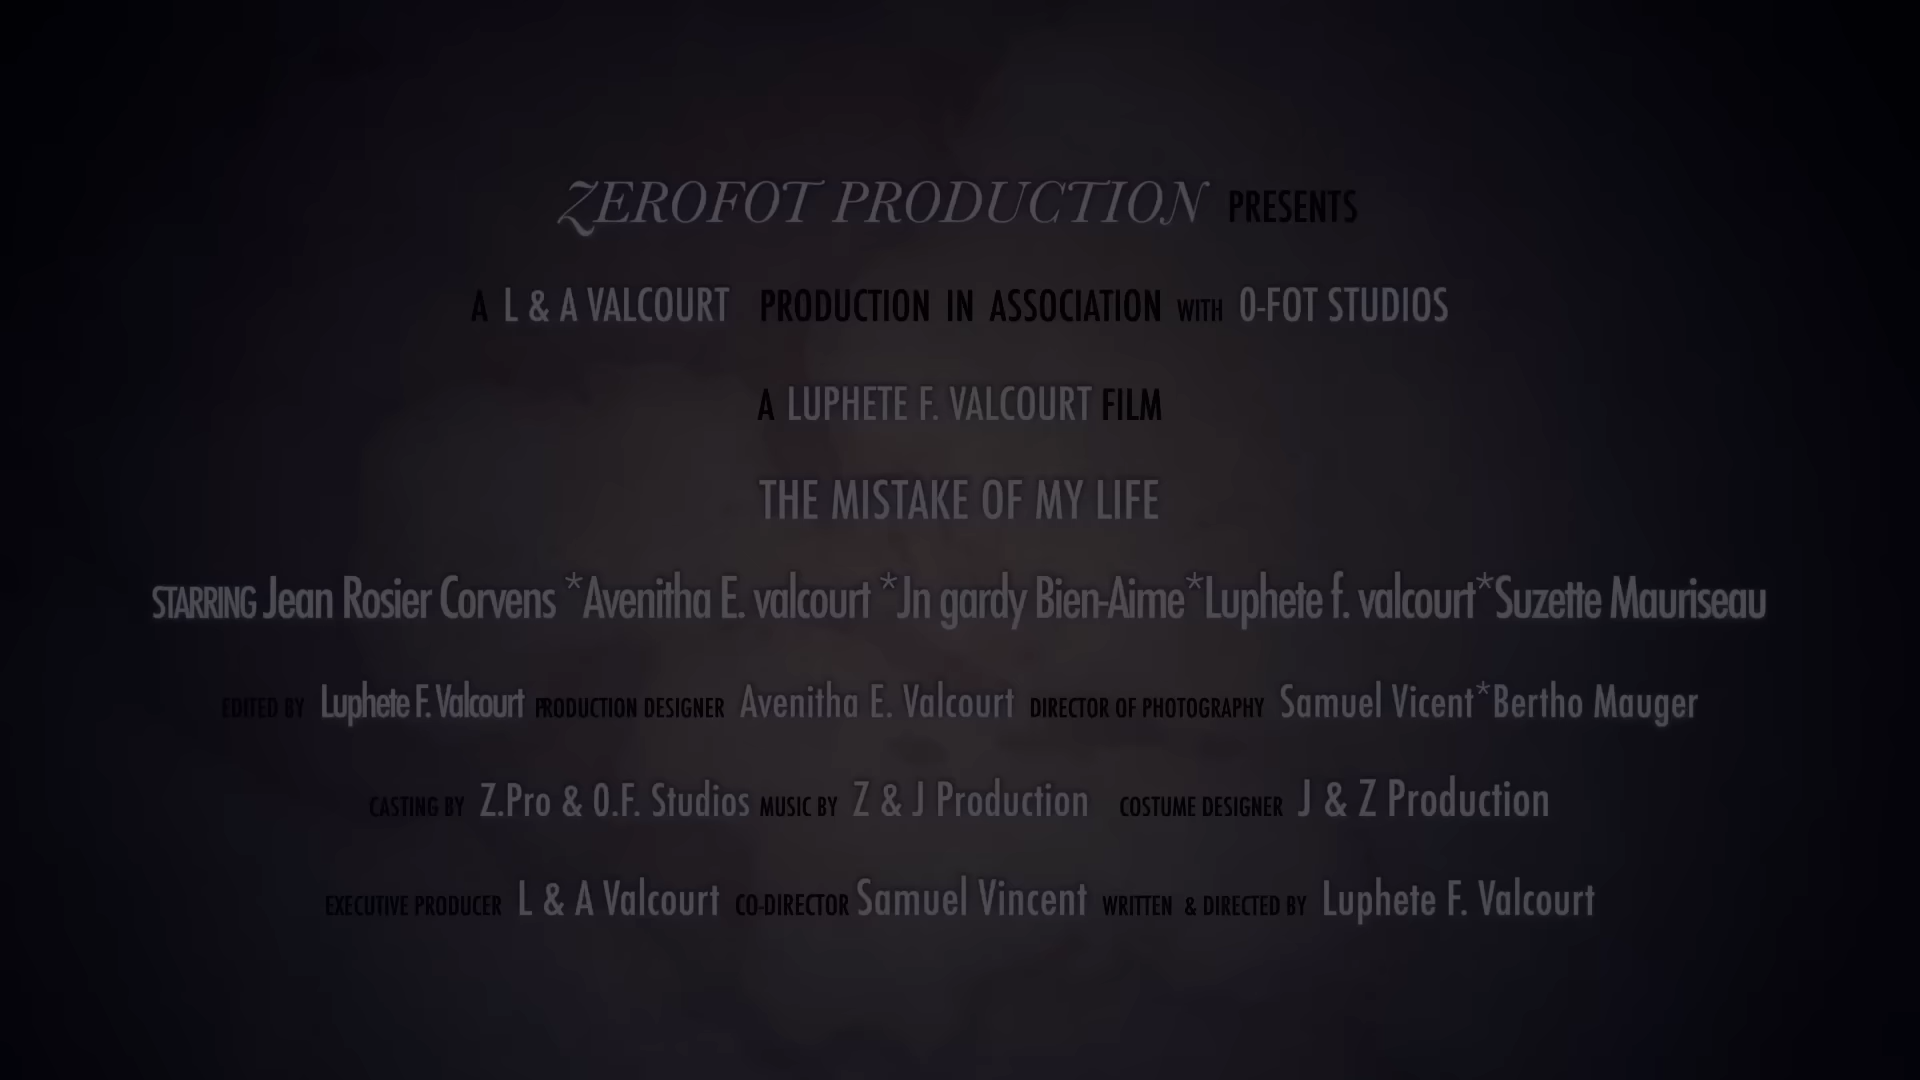 ZEROFOT PRODUCTION PRESENTS
A L & A VALCOURT PRODUCTION IN ASSOCIATION WITH 0-FOT STUDIOS
A LUPHETE F. VALCOURT FILM
THE MISTAKE OF MY LIFE
STARRING Jean Rosier Corvens *Avenitha E. valcourt *Jn gardy Bien-Aime*Luphete f. valcourt*Suzette Mauriseau
EDITED BY Luphete F. Valcourt PRODUCTION DESIGNER Avenitha E. Valcourt DIRECTOR OF PHOTOGRAPHY Samuel Vicent*Bertho Mauger
CASTING BY Z.Pro & 0.F. Studios MUSIC BY Z & J Production COSTUME DESIGNER J & Z Production
EXECUTIVE PRODUCER L & A Valcourt CO-DIRECTOR Samuel Vincent WRITTEN & DIRECTED BY Luphete F. Valcourt